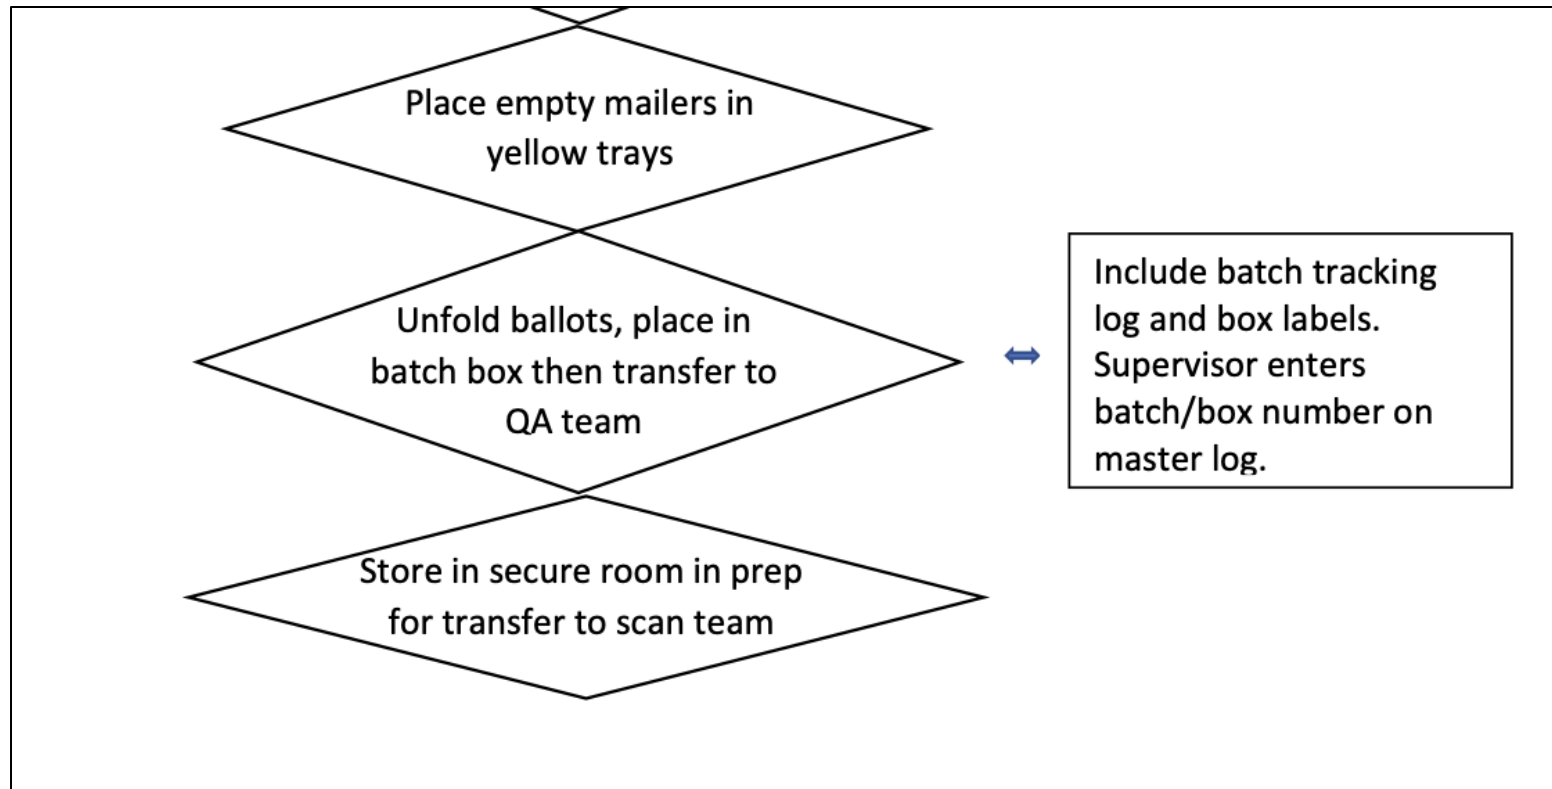 Place empty mailers in
yellow trays
Unfold ballots, place in
batch box then transfer to
QA team
Include batch tracking
log and box labels.
Supervisor enters
batch/box number on
master log.
Store in secure room in prep
for transfer to scan team